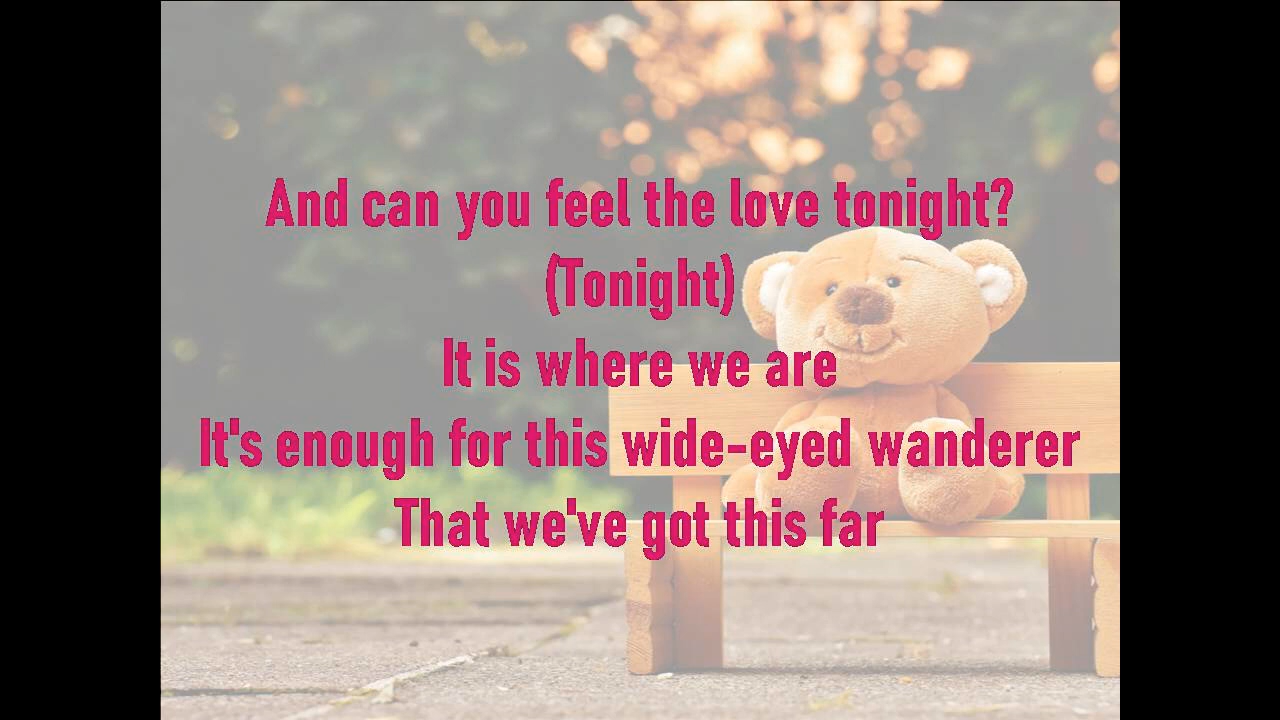 And can you feel the love tonight?
(Tonight)
It is where we are
It's enough for this wide-eyed wanderer
That we've got this far